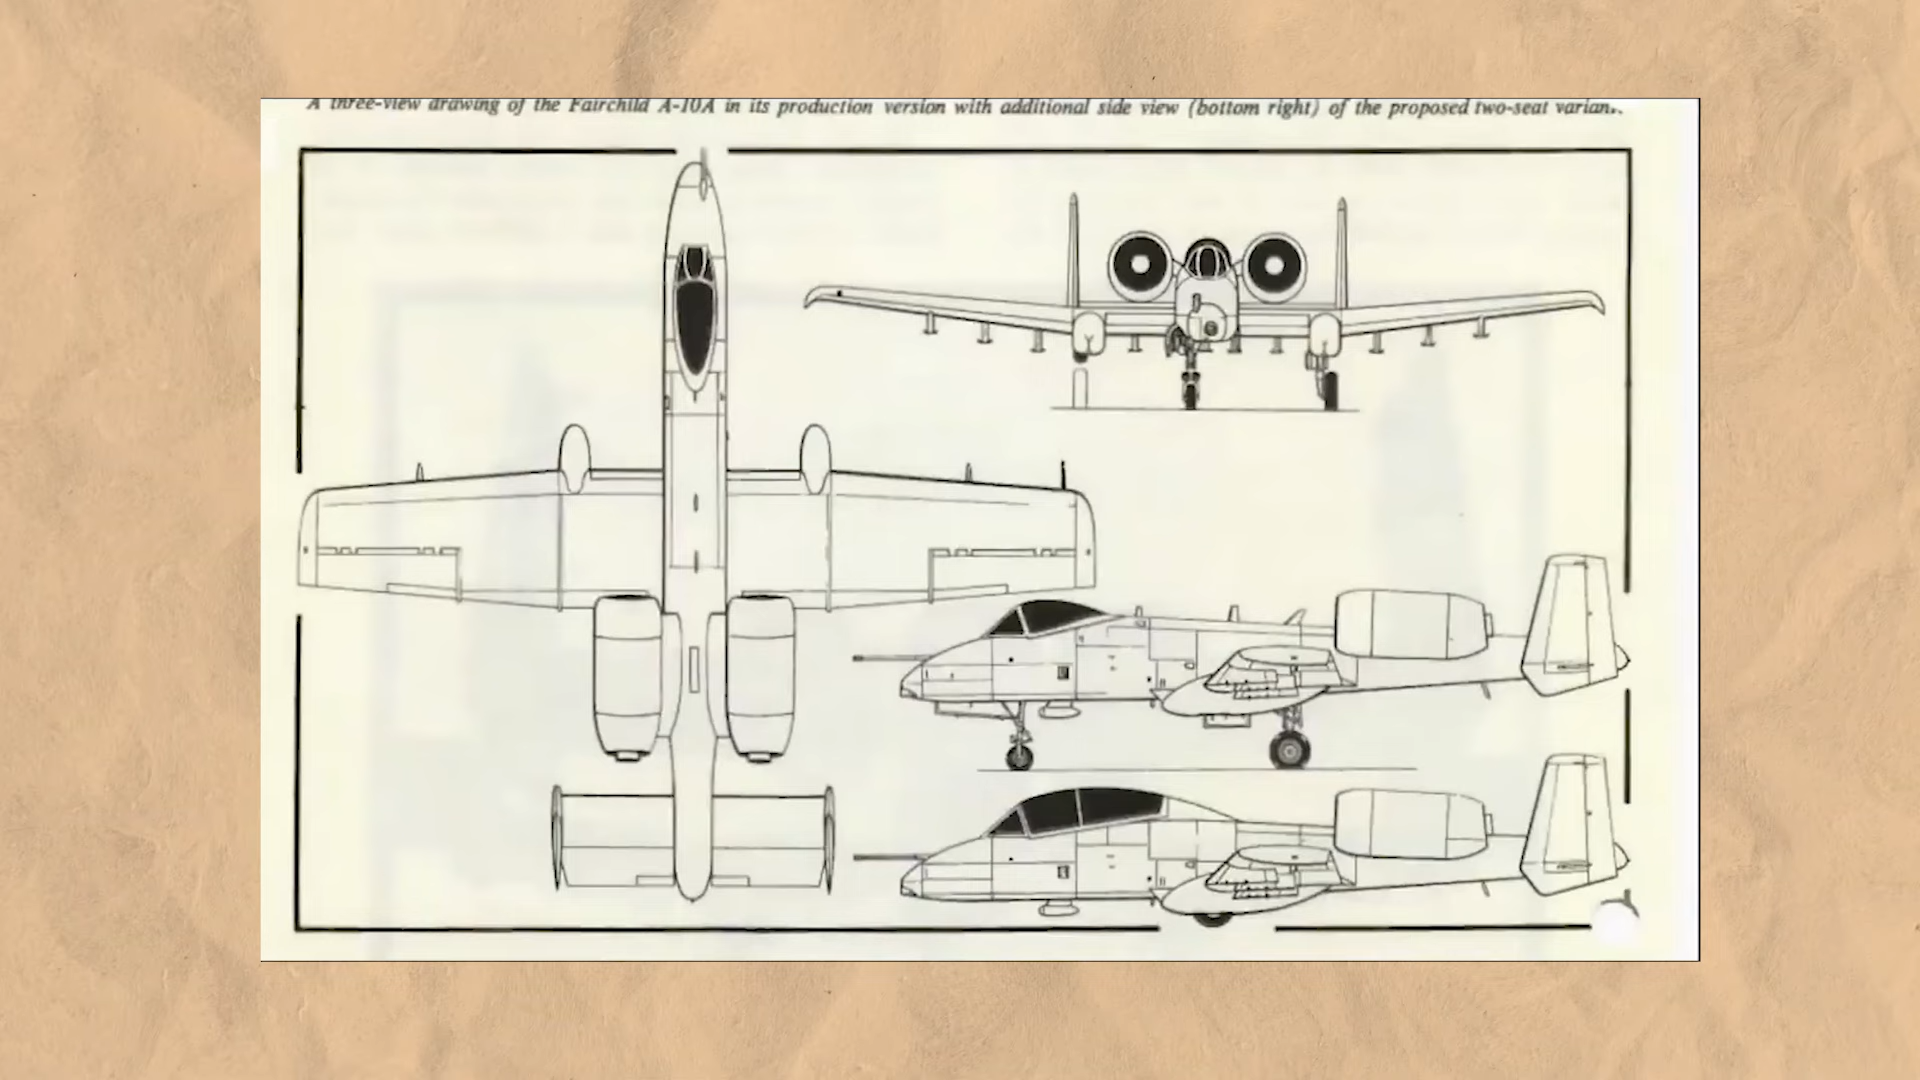 A three-view drawing of the Fairchild A-10A in its production version with additional side view (bottom right) of the proposed two-seat